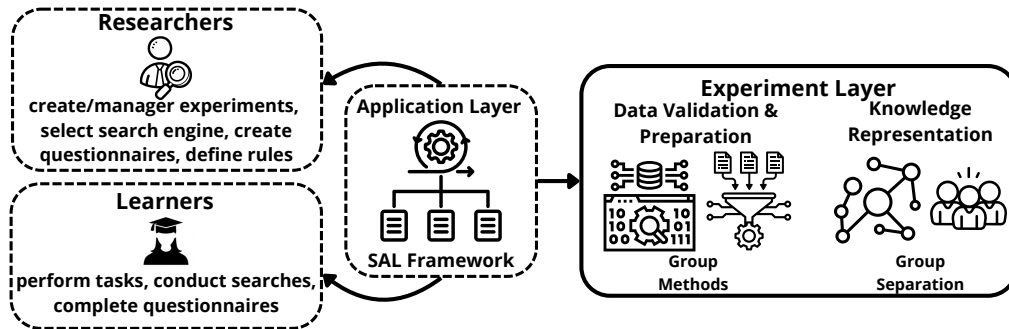 Researchers
create/manager experiments,
select search engine, create
questionnaires, define rules
Learners
perform tasks, conduct searches,
complete questionnaires
Application Layer
SAL Framework
Experiment Layer
Data Validation &
Preparation
10 10
10 01
00 111
Group
Methods
Knowledge
Representation
Group
Separation